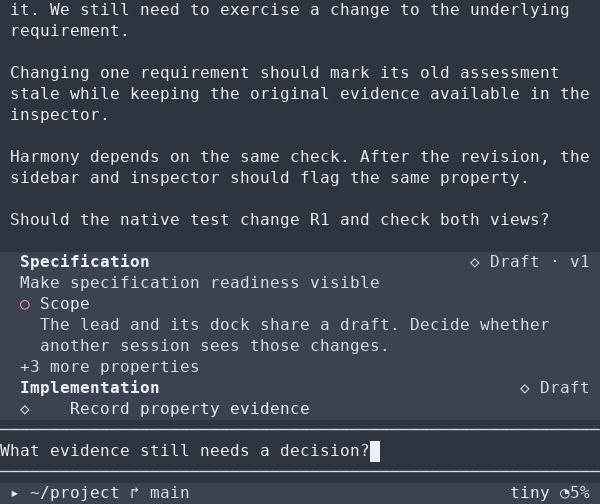 it. We still need to exercise a change to the underlying
requirement.
Changing one requirement should mark its old assessment
stale while keeping the original evidence available in the
inspector.
Harmony depends on the same check. After the revision, the
sidebar and inspector should flag the same property.
Should the native test change R1 and check both views?
Specification ◇ Draft · v1
Make specification readiness visible
○ Scope
The lead and its dock share a draft. Decide whether
another session sees those changes.
+3 more properties
Implementation ◇ Draft
◇ Record property evidence
What evidence still needs a decision?
▸ ~/project ↱ main tiny ◔5%